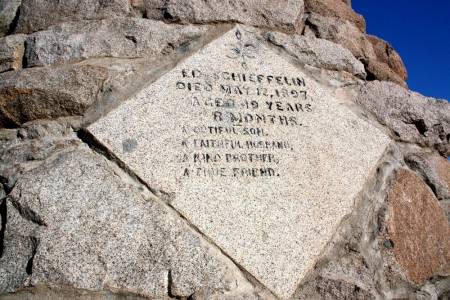 ED. SCHIEFFELIN
DIED MAY 12, 1897
AGED 49 YEARS
8 MONTHS.
A DUTIFUL SON,
A FAITHFUL HUSBAND,
A KIND BROTHER,
A TRUE FRIEND.